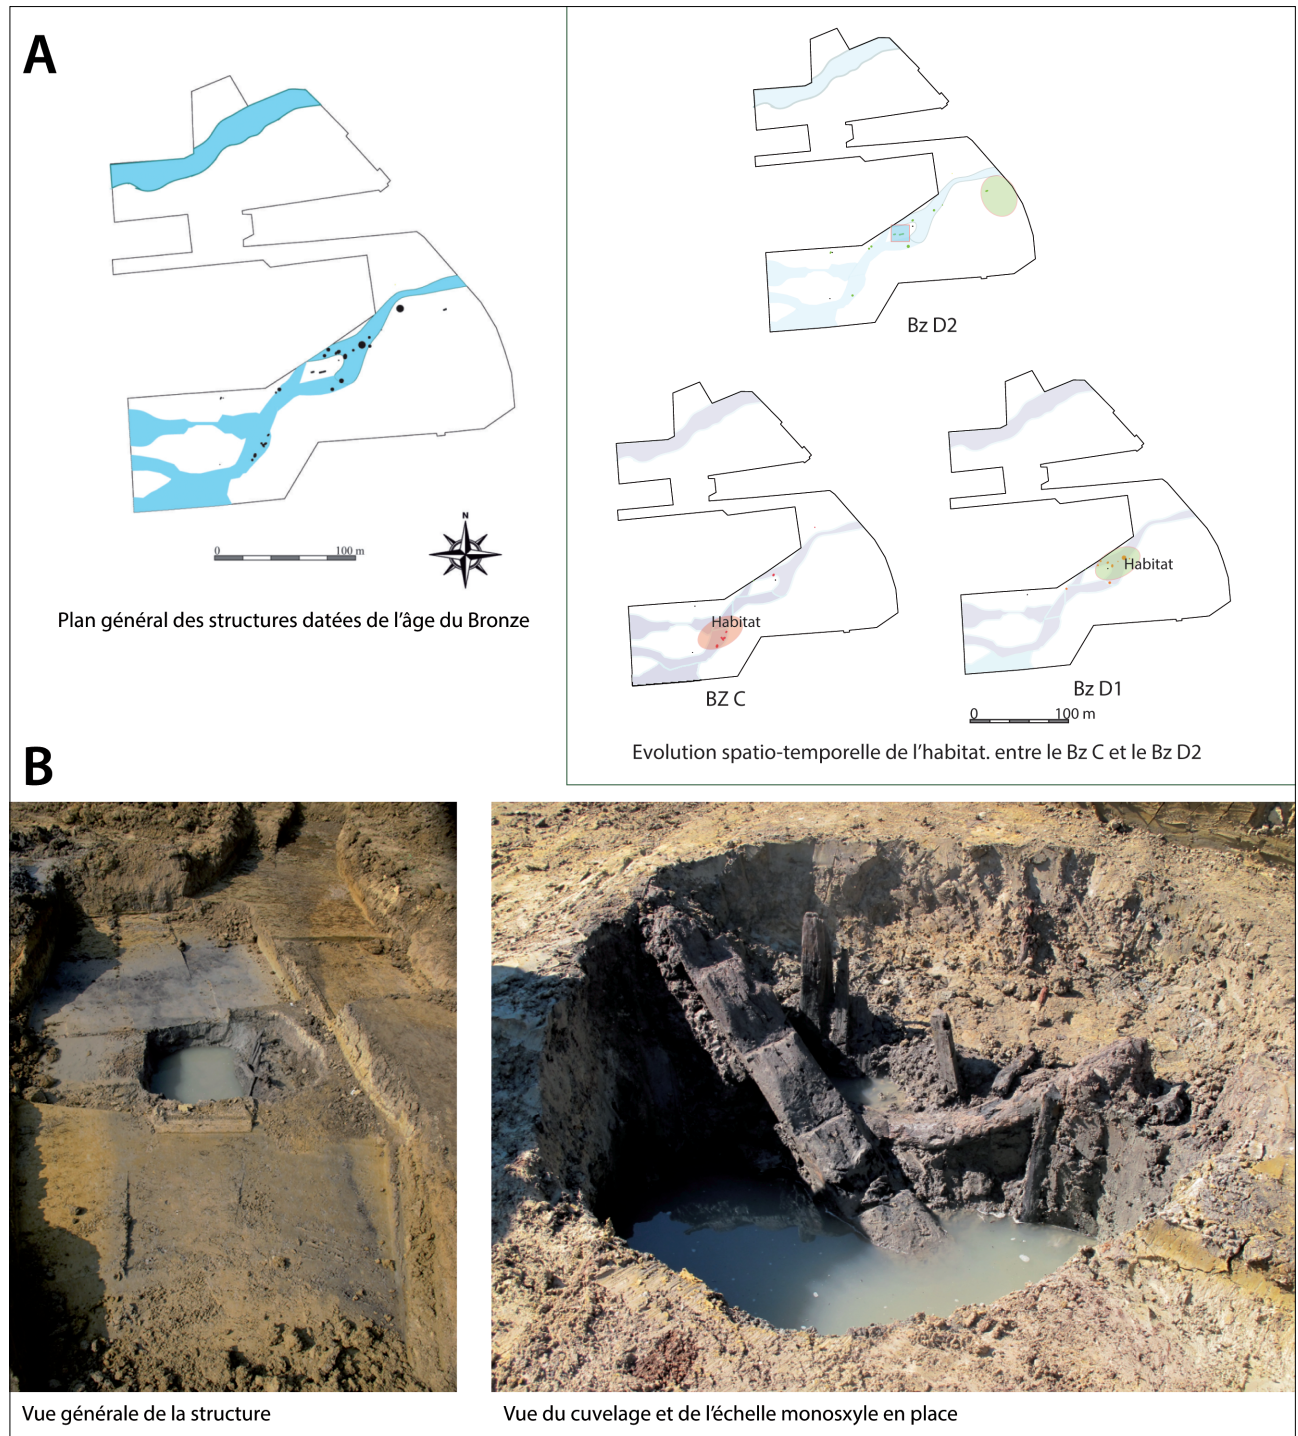 A
N
0 100 m
Plan général des structures datées de l'âge du Bronze
Bz D2
Habitat
BZ C
Habitat
Bz D1
0 100 m
Evolution spatio-temporelle de l'habitat. entre le Bz C et le Bz D2
B
Vue générale de la structure
Vue du cuvelage et de l'échelle monosxyle en place